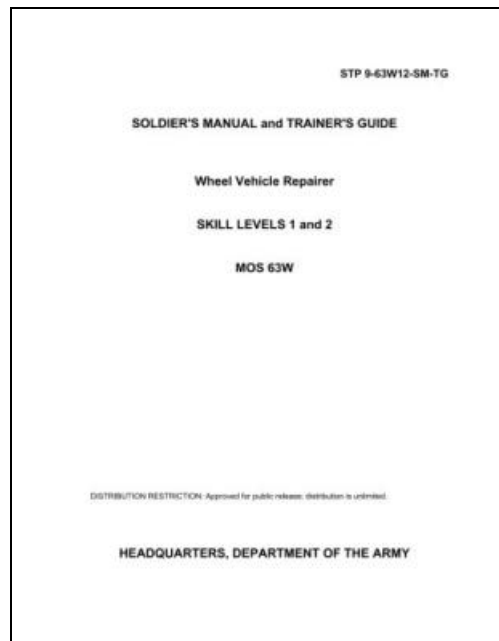 STP 9-63W12-SM-TG
SOLDIER'S MANUAL and TRAINER'S GUIDE
Wheel Vehicle Repairer
SKILL LEVELS 1 and 2
MOS 63W
DISTRIBUTION RESTRICTION: Approved for public release; distribution is unlimited.
HEADQUARTERS, DEPARTMENT OF THE ARMY